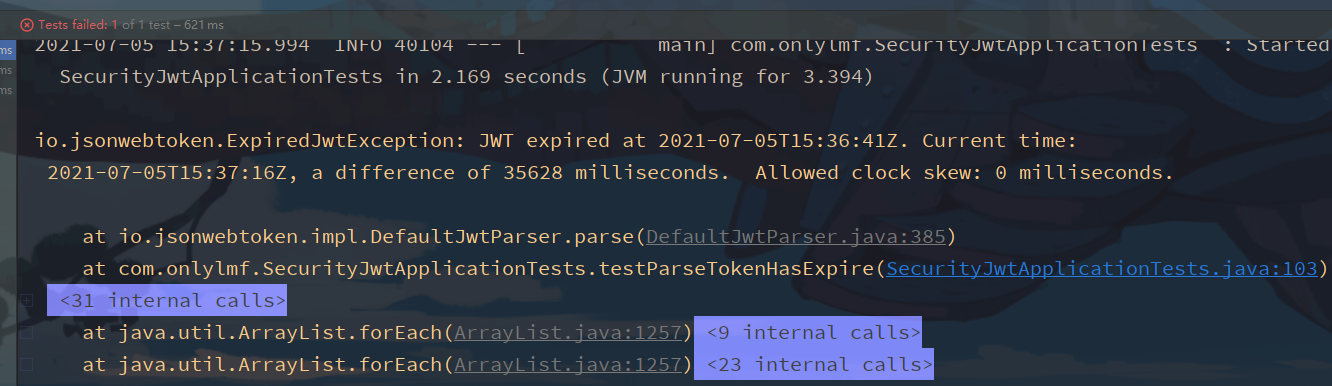 Tests failed: 1 of 1 test – 621 ms
ms
2021-07-05 15:37:15.994  INFO 40104 --- [           main] com.onlylmf.SecurityJwtApplicationTests  : Started
ms
SecurityJwtApplicationTests in 2.169 seconds (JVM running for 3.394)
ms
io.jsonwebtoken.ExpiredJwtException: JWT expired at 2021-07-05T15:36:41Z. Current time:
2021-07-05T15:37:16Z, a difference of 35628 milliseconds.  Allowed clock skew: 0 milliseconds.
at io.jsonwebtoken.impl.DefaultJwtParser.parse(DefaultJwtParser.java:385)
at com.onlylmf.SecurityJwtApplicationTests.testParseTokenHasExpire(SecurityJwtApplicationTests.java:103)
<31 internal calls>
at java.util.ArrayList.forEach(ArrayList.java:1257) <9 internal calls>
at java.util.ArrayList.forEach(ArrayList.java:1257) <23 internal calls>